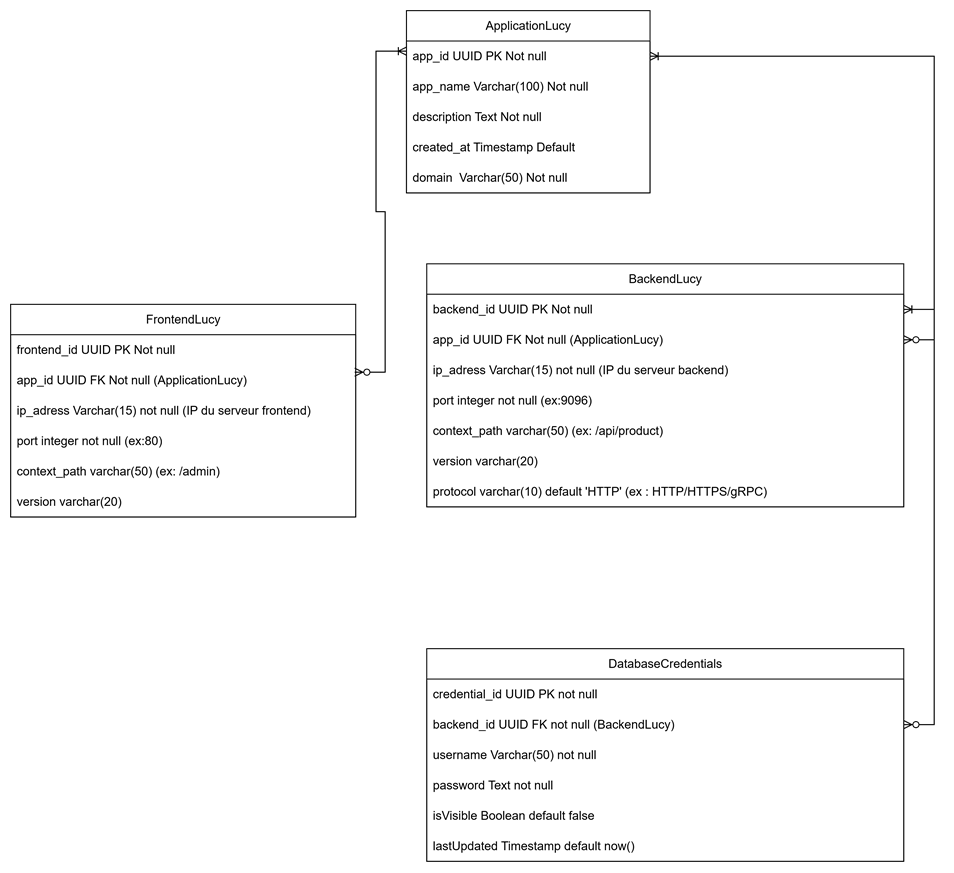 ApplicationLucy
app_id UUID PK Not null
app_name Varchar(100) Not null
description Text Not null
created_at Timestamp Default
domain  Varchar(50) Not null
FrontendLucy
frontend_id UUID PK Not null
app_id UUID FK Not null (ApplicationLucy)
ip_adress Varchar(15) not null (IP du serveur frontend)
port integer not null (ex:80)
context_path varchar(50) (ex: /admin)
version varchar(20)
BackendLucy
backend_id UUID PK Not null
app_id UUID FK Not null (ApplicationLucy)
ip_adress Varchar(15) not null (IP du serveur backend)
port integer not null (ex:9096)
context_path varchar(50) (ex: /api/product)
version varchar(20)
protocol varchar(10) default 'HTTP' (ex : HTTP/HTTPS/gRPC)
DatabaseCredentials
credential_id UUID PK not null
backend_id UUID FK not null (BackendLucy)
username Varchar(50) not null
password Text not null
isVisible Boolean default false
lastUpdated Timestamp default now()